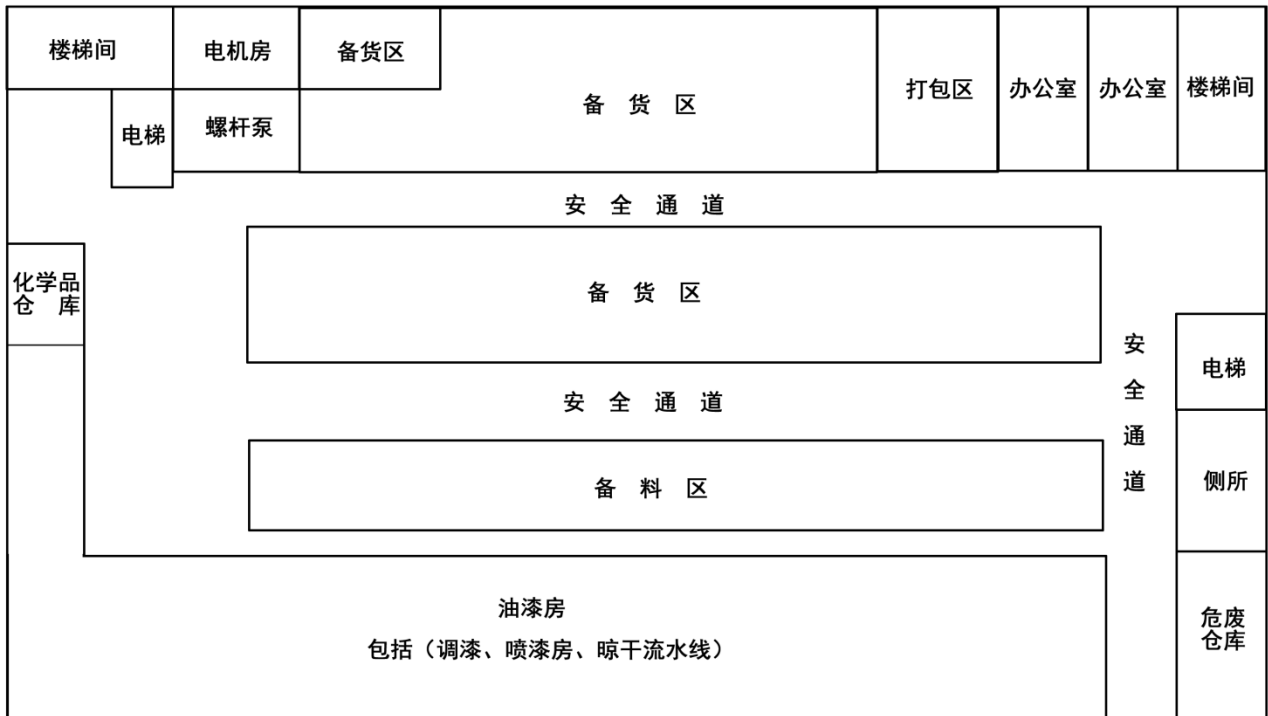 楼梯间
电机房
备货区
备 货 区
打包区
办公室
办公室
楼梯间
电梯
螺杆泵
安 全 通 道
化学品
仓 库
备 货 区
安
全
通
道
电梯
安 全 通 道
备 料 区
侧所
油漆房
包括（调漆、喷漆房、晾干流水线）
危废
仓库